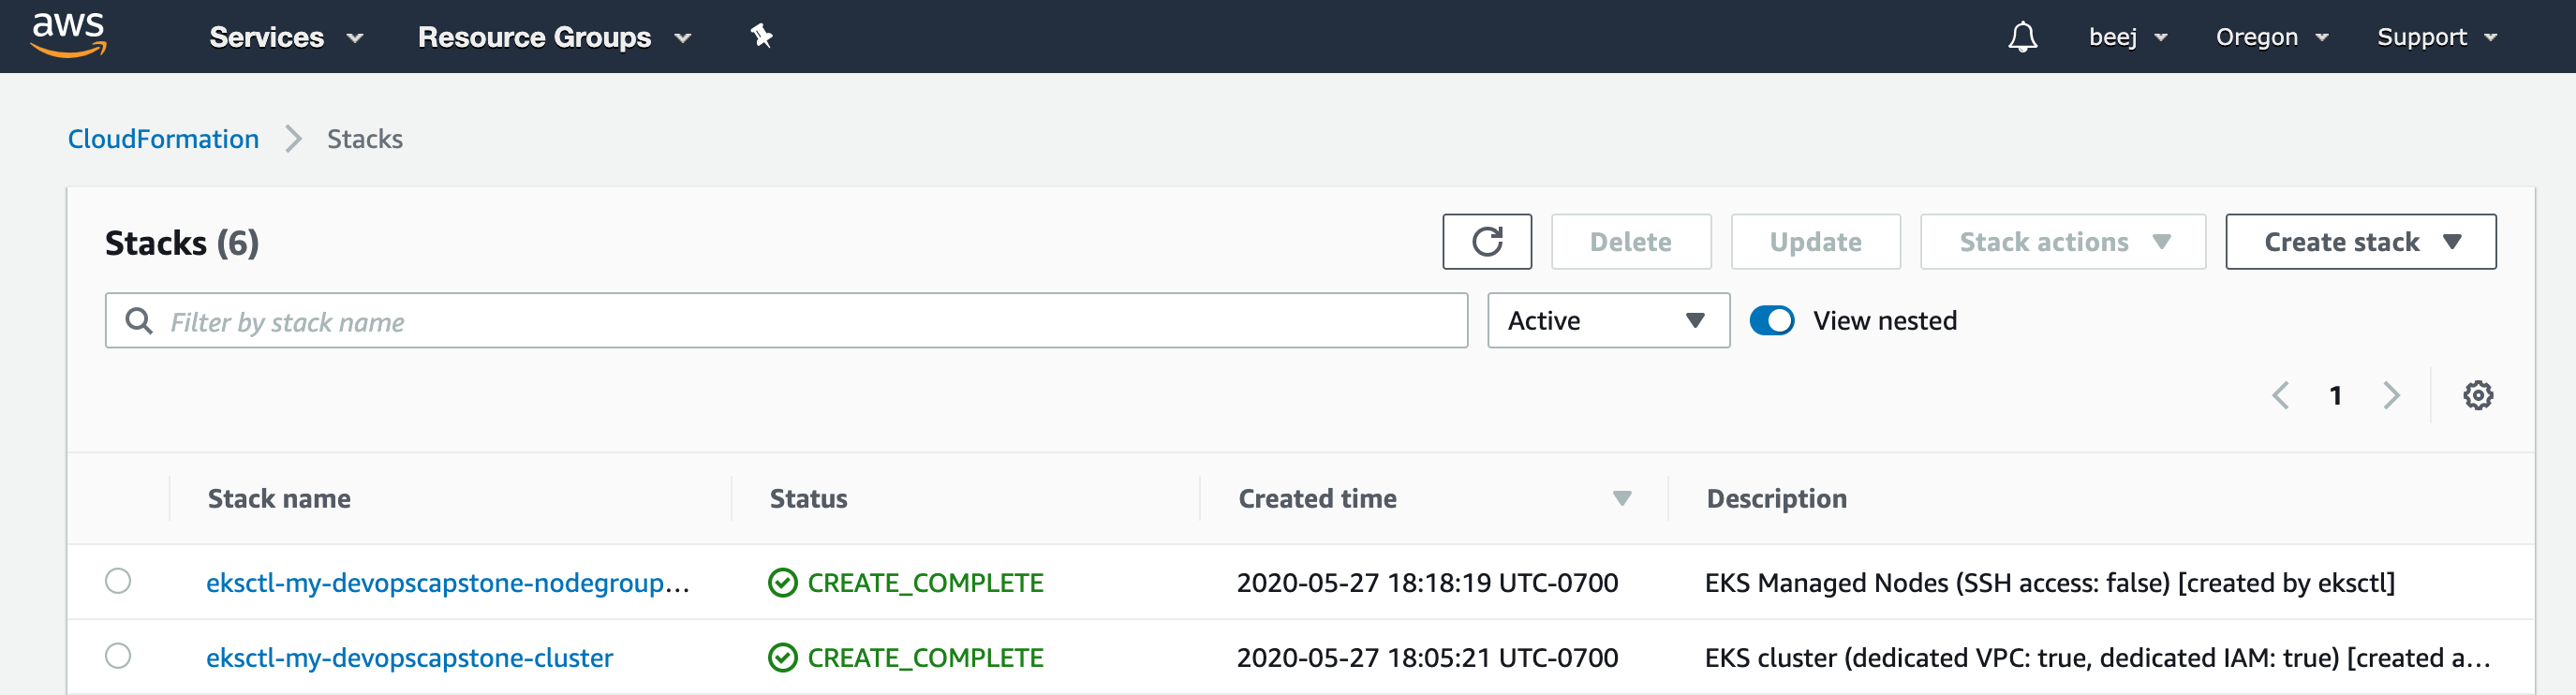 aws Services Resource Groups beej Oregon Support
CloudFormation Stacks
Stacks (6) Delete Update Stack actions Create stack
Filter by stack name Active View nested
1
Stack name Status Created time Description
eksctl-my-devopscapstone-nodegroup... CREATE_COMPLETE 2020-05-27 18:18:19 UTC-0700 EKS Managed Nodes (SSH access: false) [created by eksctl]
eksctl-my-devopscapstone-cluster CREATE_COMPLETE 2020-05-27 18:05:21 UTC-0700 EKS cluster (dedicated VPC: true, dedicated IAM: true) [created a...